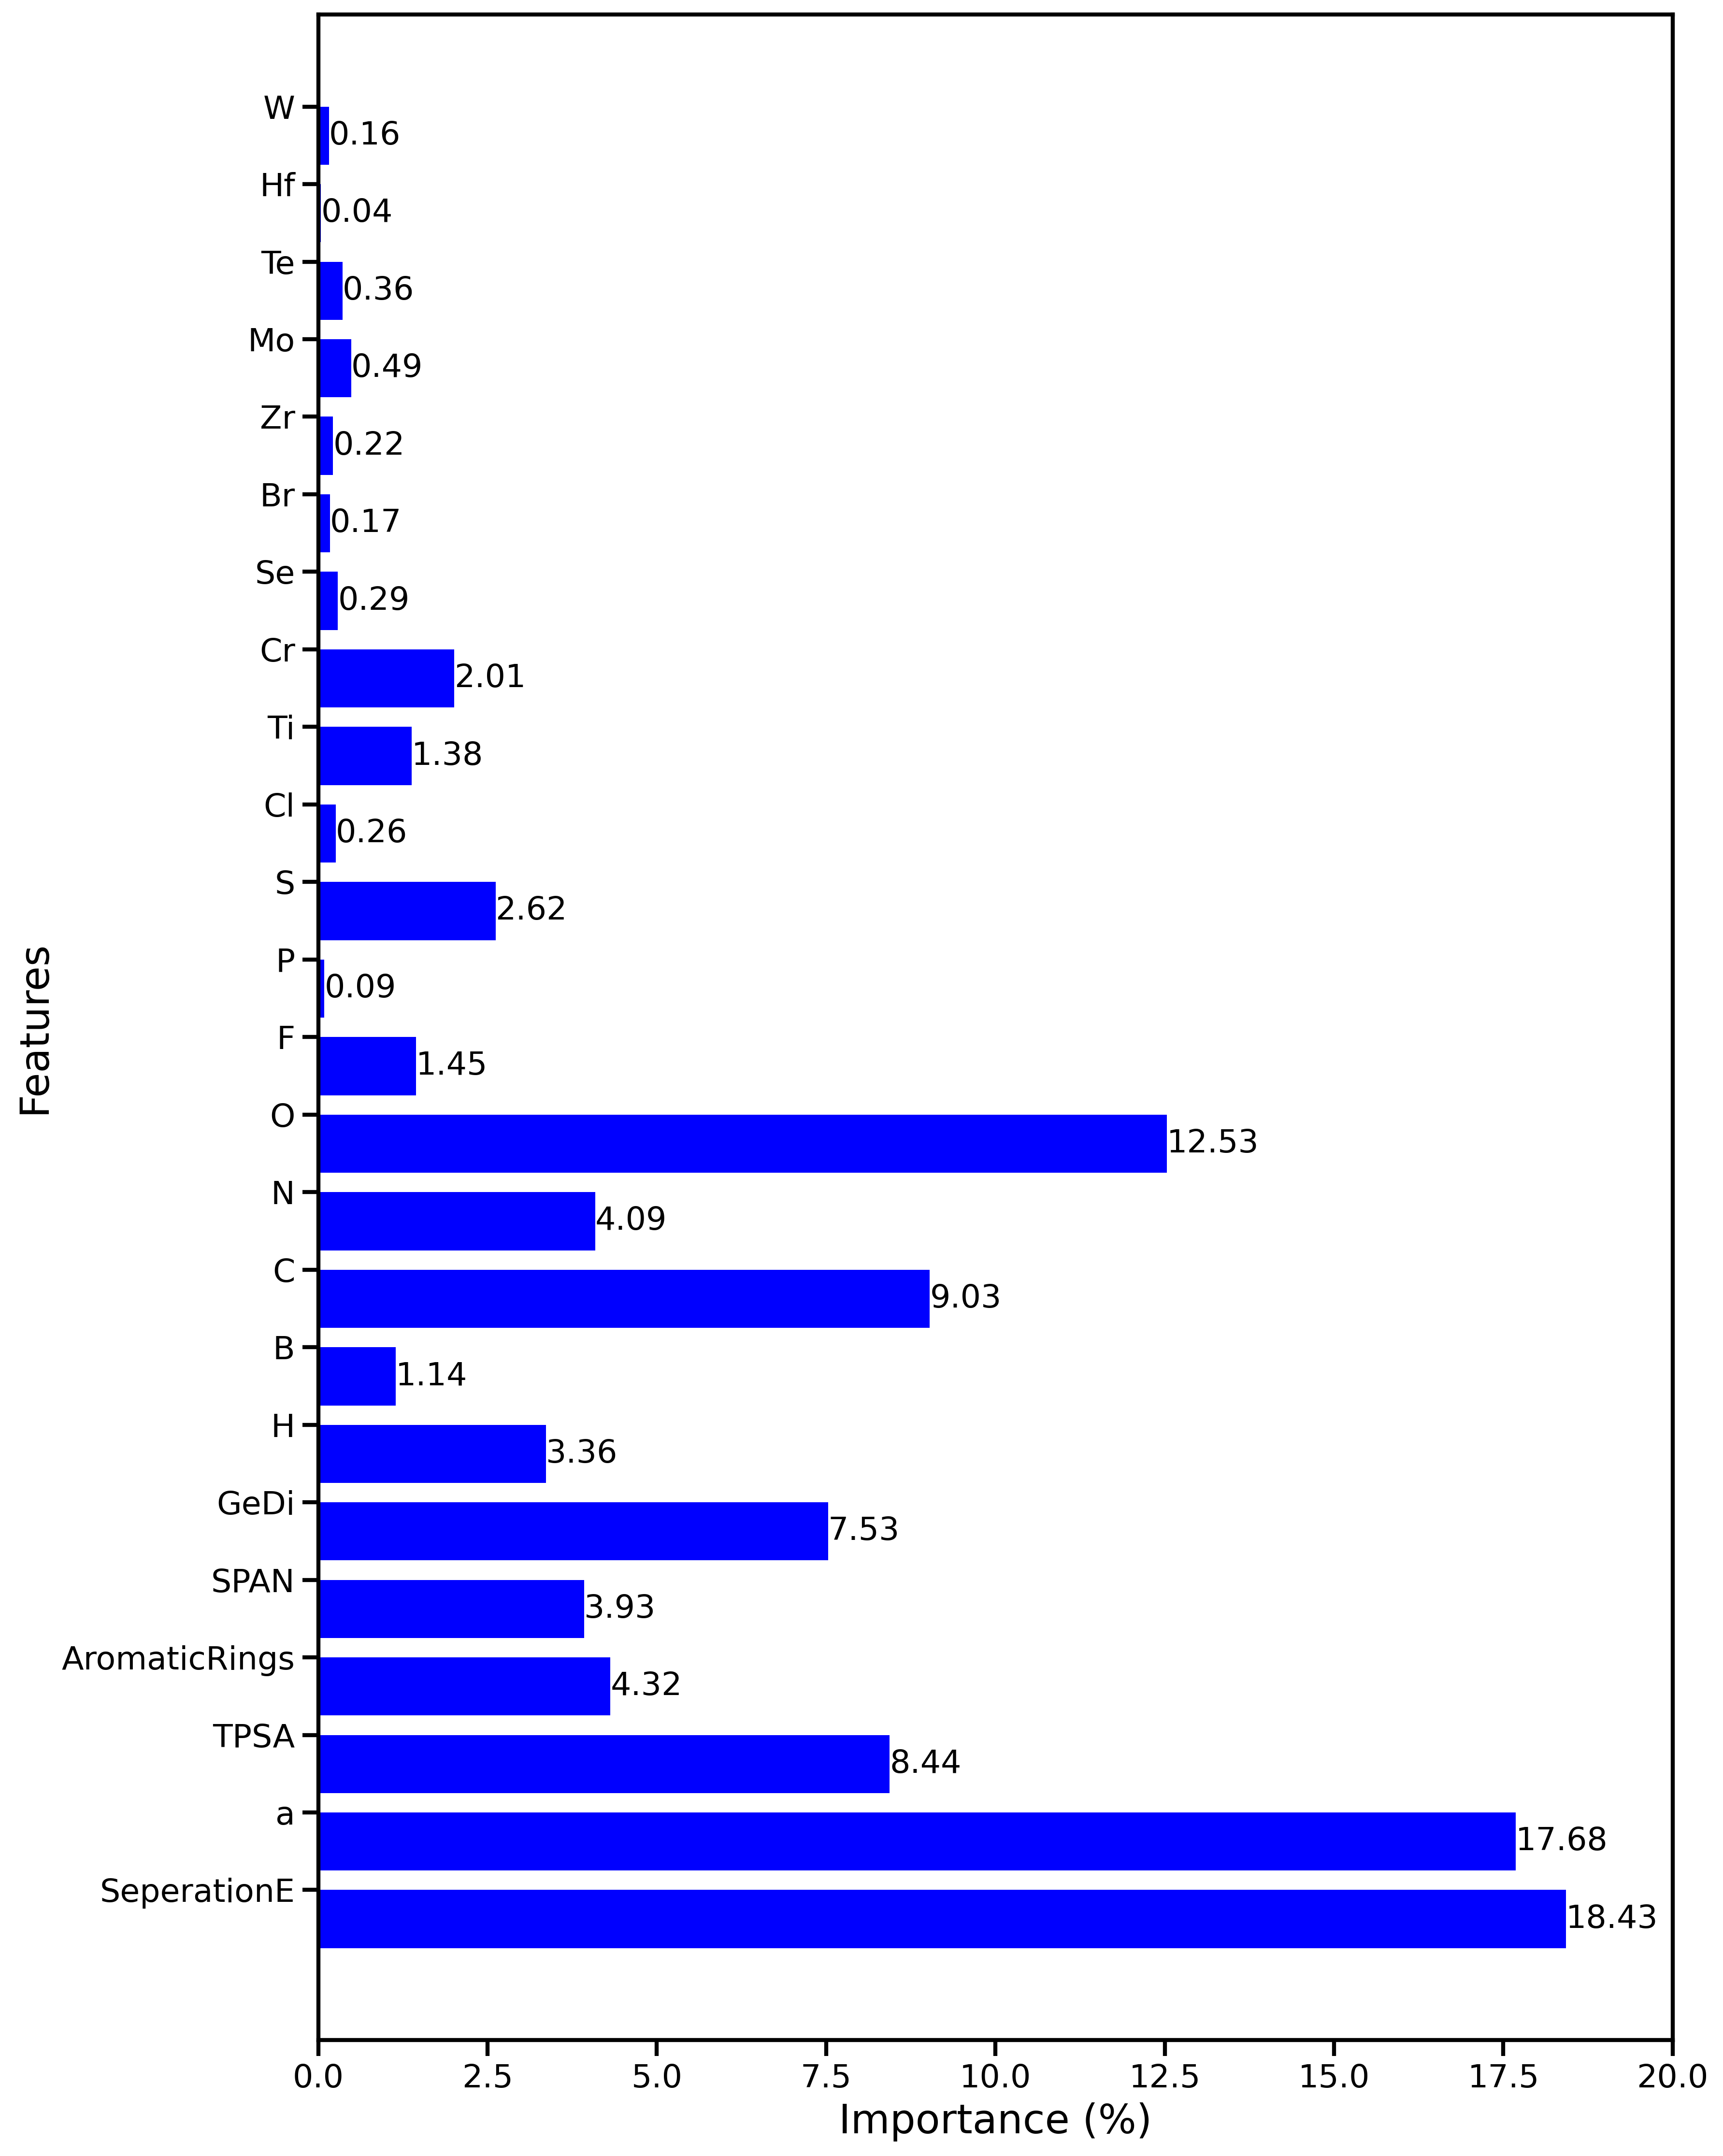 W
0.16
Hf
0.04
Te
0.36
Mo
0.49
Zr
0.22
Br
0.17
Se
0.29
Cr
2.01
Ti
1.38
Cl
0.26
S
2.62
P
0.09
F
1.45
O
12.53
N
4.09
C
9.03
B
1.14
H
3.36
GeDi
7.53
SPAN
3.93
AromaticRings
4.32
TPSA
8.44
a
17.68
SeperationE
18.43
Features
0.0 2.5 5.0 7.5 10.0 12.5 15.0 17.5 20.0
Importance (%)